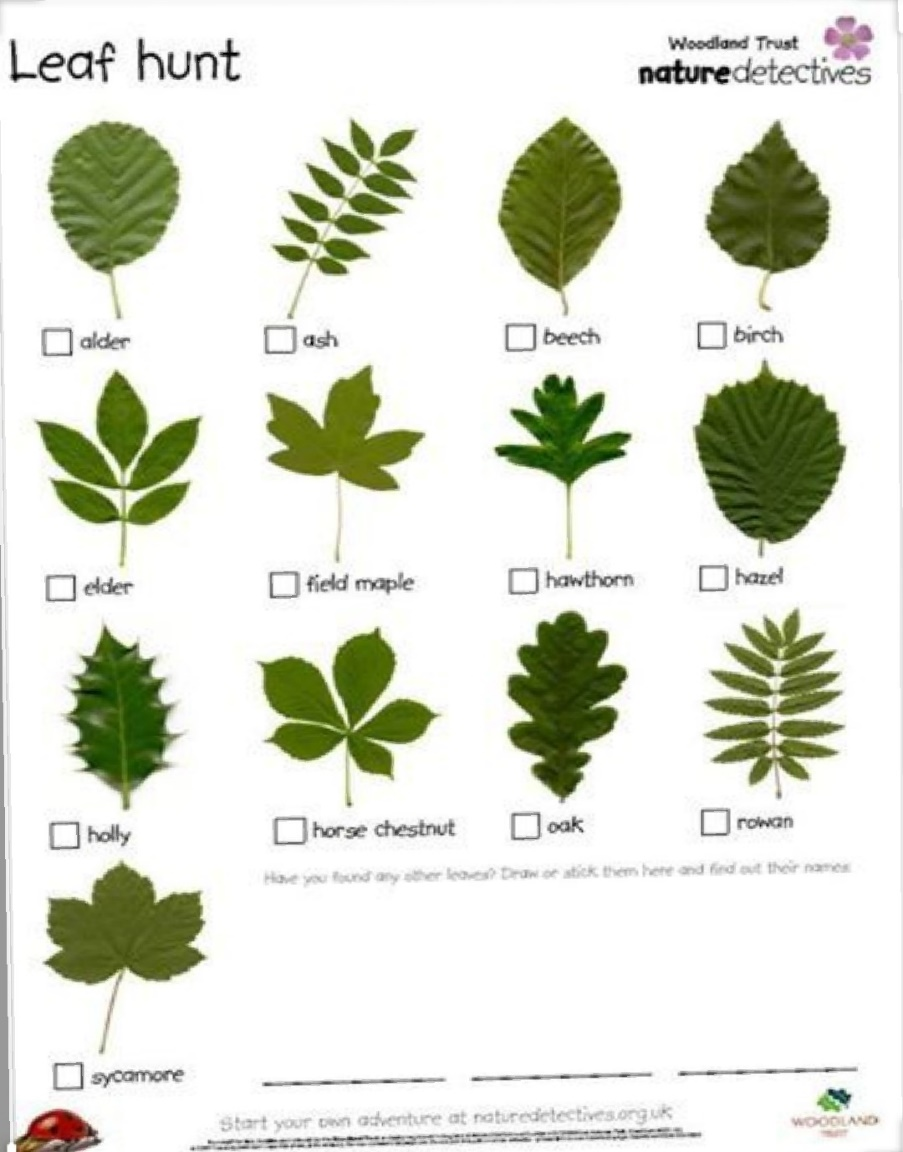 Leaf hunt
Woodland Trust
naturedetectives
alder
ash
beech
birch
elder
field maple
hawthorn
hazel
holly
horse chestnut
oak
rowan
Have you found any other leaves? Draw or stick them here and find out their names
sycamore
Start your own adventure at naturedetectives.org.uk
WOODLAND
TRUST